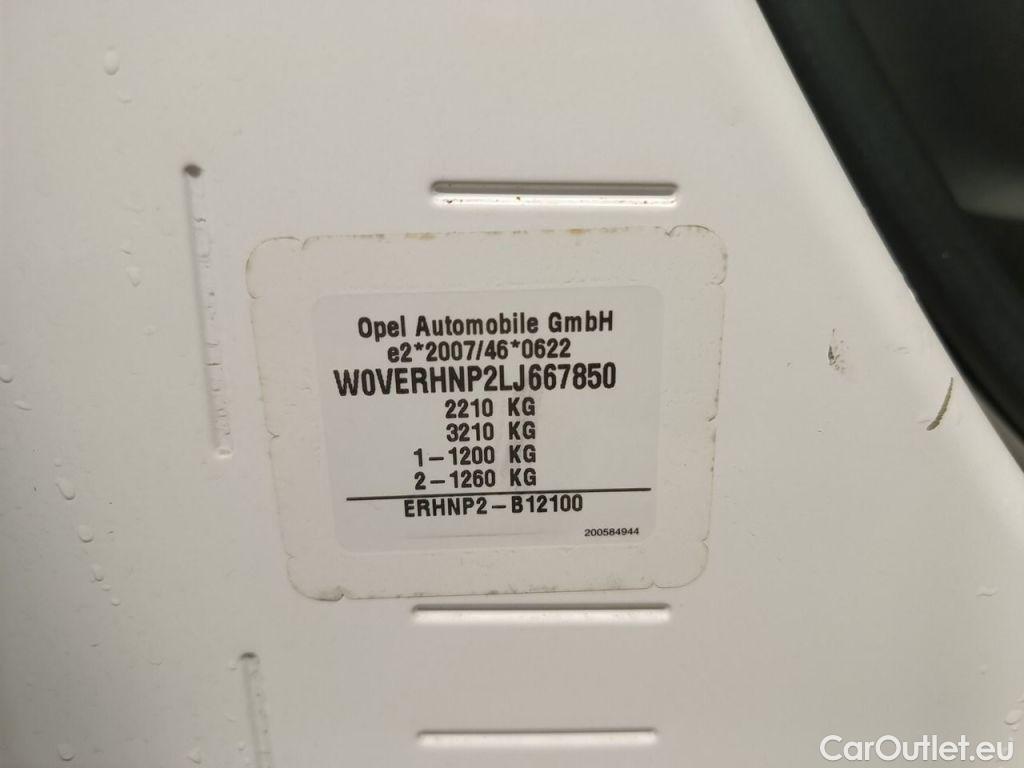 Opel Automobile GmbH
e2*2007/46*0622
W0VERHNP2LJ667850
2210 KG
3210 KG
1-1200 KG
2-1260 KG
ERHNP2-B12100
200584944
CarOutlet.eu